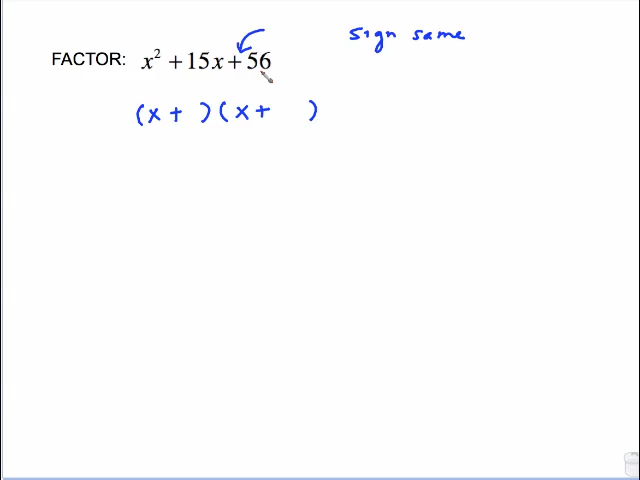 sign same
FACTOR: x² + 15x + 56
(x + ) (x + )